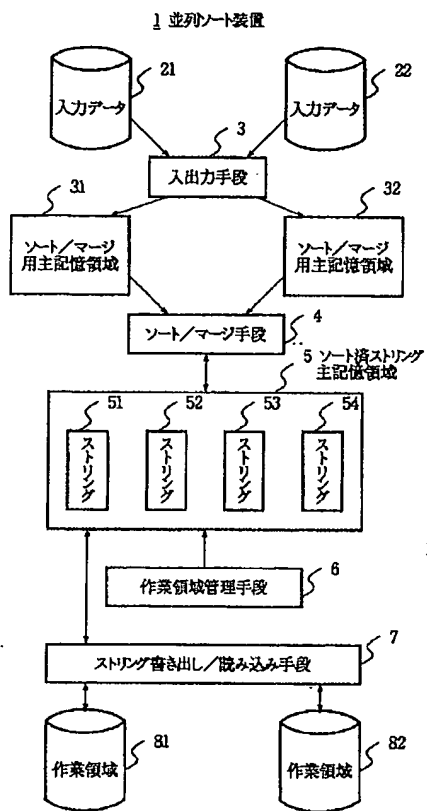 1 並列ソート装置
21
22
入力データ
入力データ
3
入出力手段
31
32
ソート／マージ
用主記憶領域
ソート／マージ
用主記憶領域
ソート／マージ手段
4
5 ソート済ストリング
主記憶領域
51
52
53
54
ストリング
ストリング
ストリング
ストリング
作業領域管理手段
6
7
ストリング書き出し／読み込み手段
81
82
作業領域
作業領域